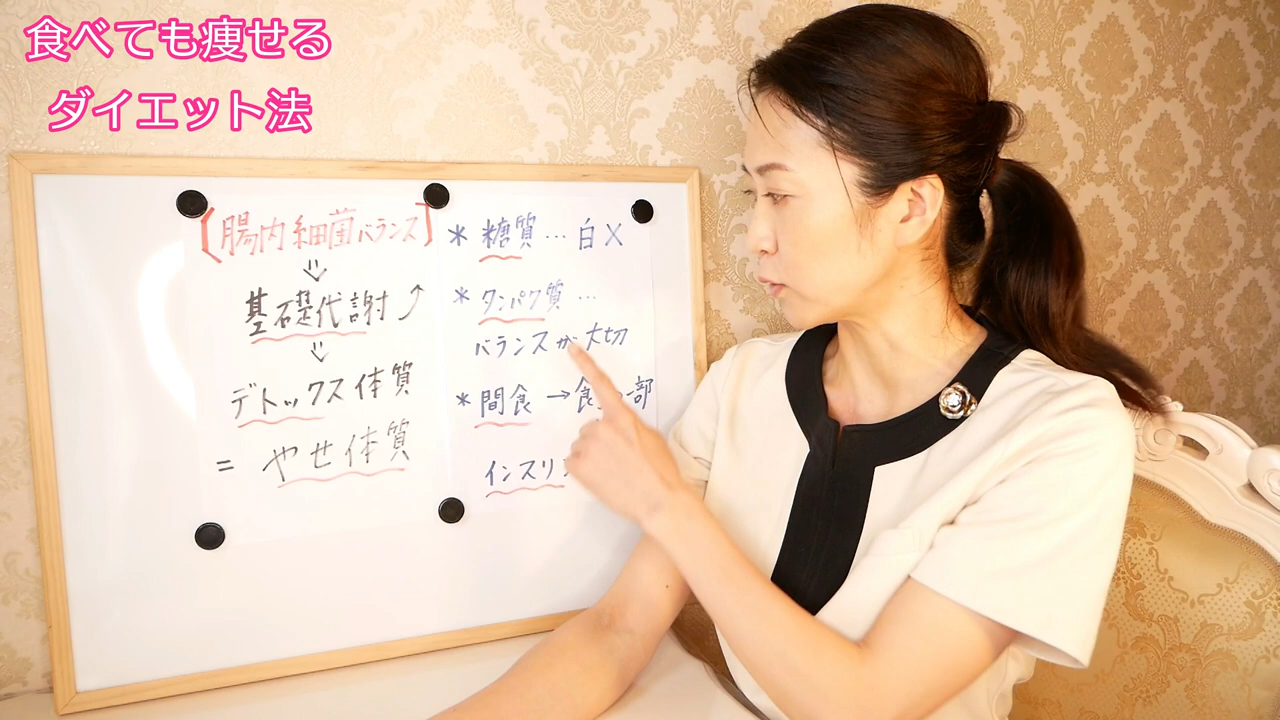 食べても痩せる
ダイエット法
【腸内細菌バランス】
⇓
基礎代謝↗
⇓
デトックス体質
= やせ体質
* 糖質…白×
* タンパク質…
バランスが大切
* 間食→食 一部
インスリン